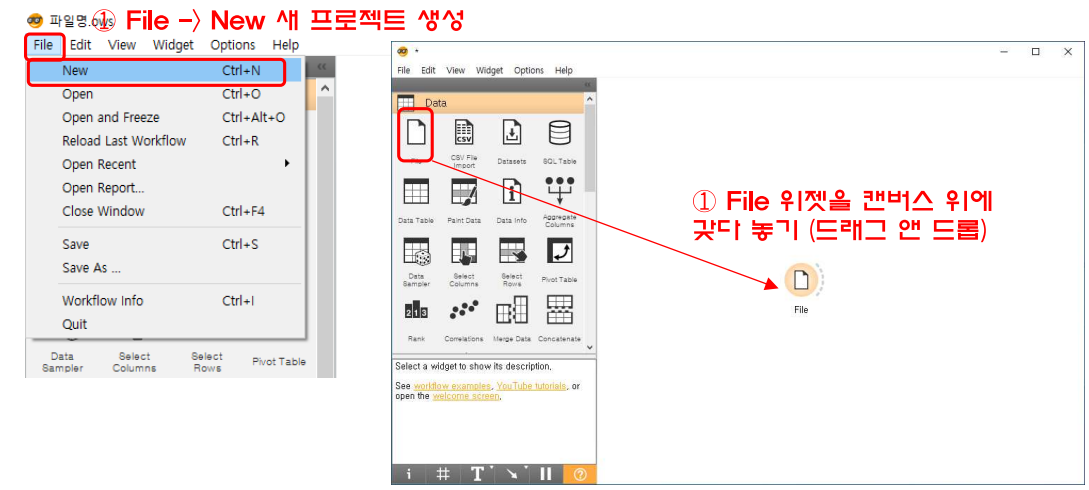 파일명.ows
① File -> New 새 프로젝트 생성
File Edit View Widget Options Help
New Ctrl+N
Open Ctrl+O
Open and Freeze Ctrl+Alt+O
Reload Last Workflow Ctrl+R
Open Recent
Open Report...
Close Window Ctrl+F4
Save Ctrl+S
Save As ...
Workflow Info Ctrl+I
Quit
Data Sampler
Select Columns
Select Rows
Pivot Table
File Edit View Widget Options Help
Data
CSV File Import
Datasets
SQL Table
Data Table
Paint Data
Data Info
Aggregate Columns
Data Sampler
Select Columns
Select Rows
Pivot Table
Rank
Correlations
Merge Data
Concatenate
Select a widget to show its description.
See workflow examples, YouTube tutorials, or
open the welcome screen.
① File 위젯을 캔버스 위에
갖다 놓기 (드래그 앤 드롭)
File